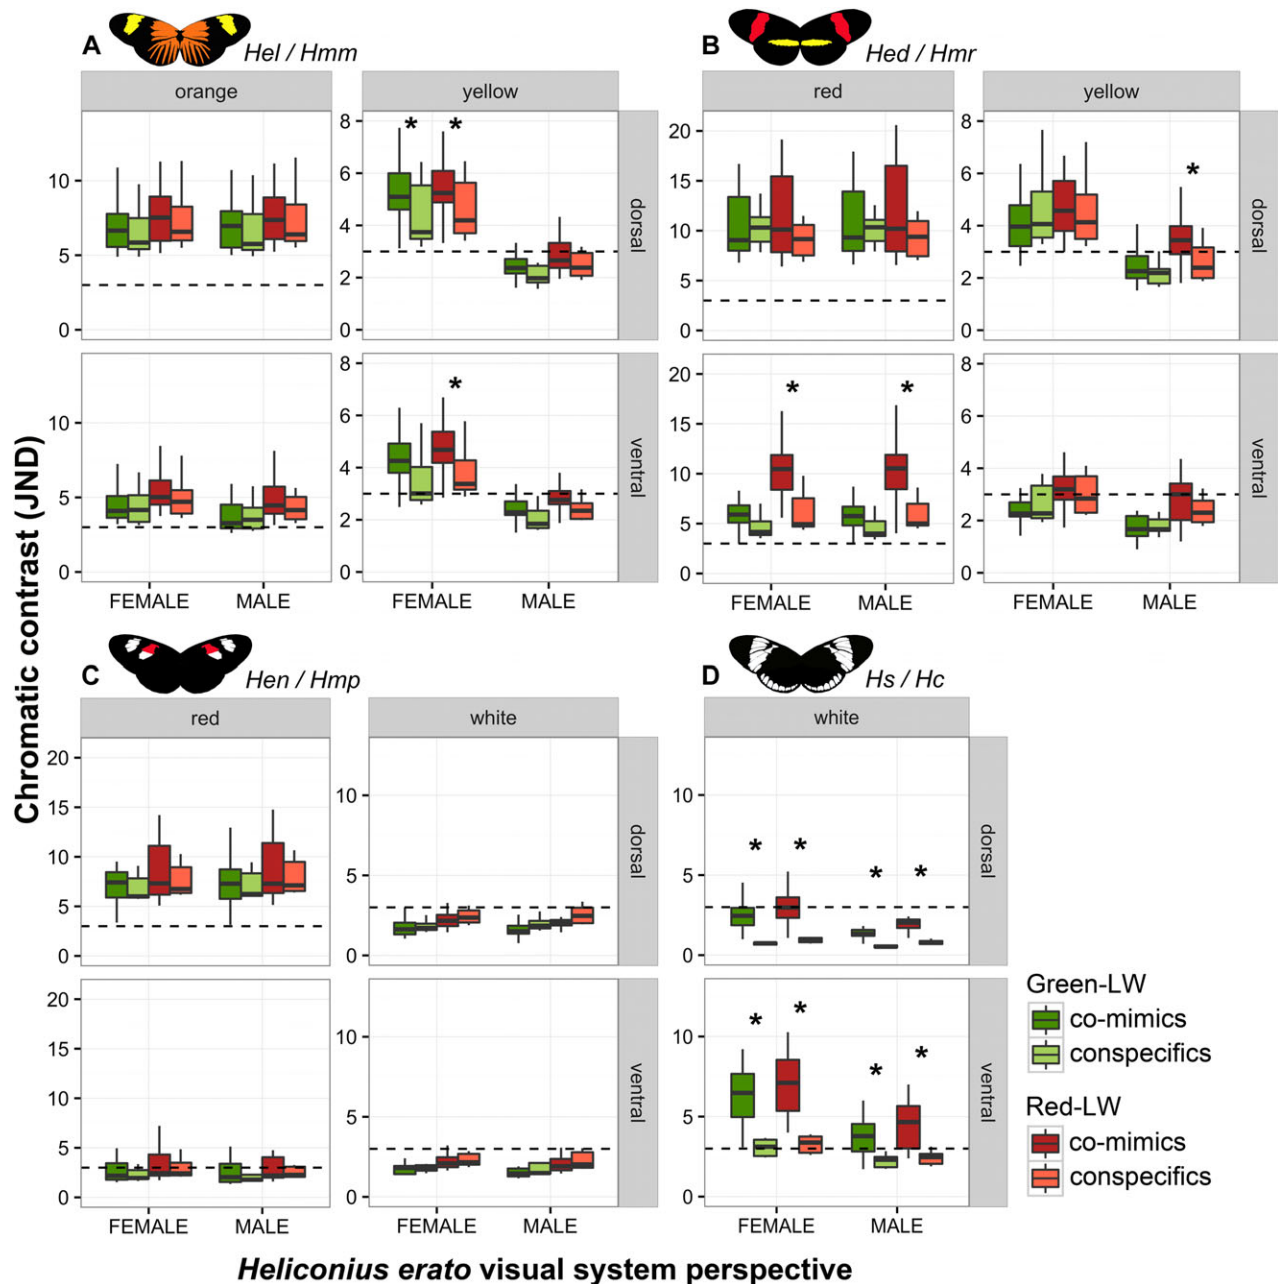 A Hel / Hmm
B Hed / Hmr
orange yellow
red yellow
10
5
0
8
6
4
2
0
* *
dorsal
20
15
10
5
0
8
6
4
2
0
*
dorsal
10
5
0
8
6
4
2
0
*
ventral
20
15
10
5
0
* *
8
6
4
2
0
ventral
FEMALE MALE FEMALE MALE
FEMALE MALE FEMALE MALE
Chromatic contrast (JND)
C Hen / Hmp
D Hs / Hc
red white
white
20
15
10
5
0
10
5
0
dorsal
10
5
0
* * * *
dorsal
20
15
10
5
0
10
5
0
ventral
10
5
0
* * * *
ventral
FEMALE MALE FEMALE MALE
FEMALE MALE
Green-LW
co-mimics
conspecifics
Red-LW
co-mimics
conspecifics
Heliconius erato visual system perspective